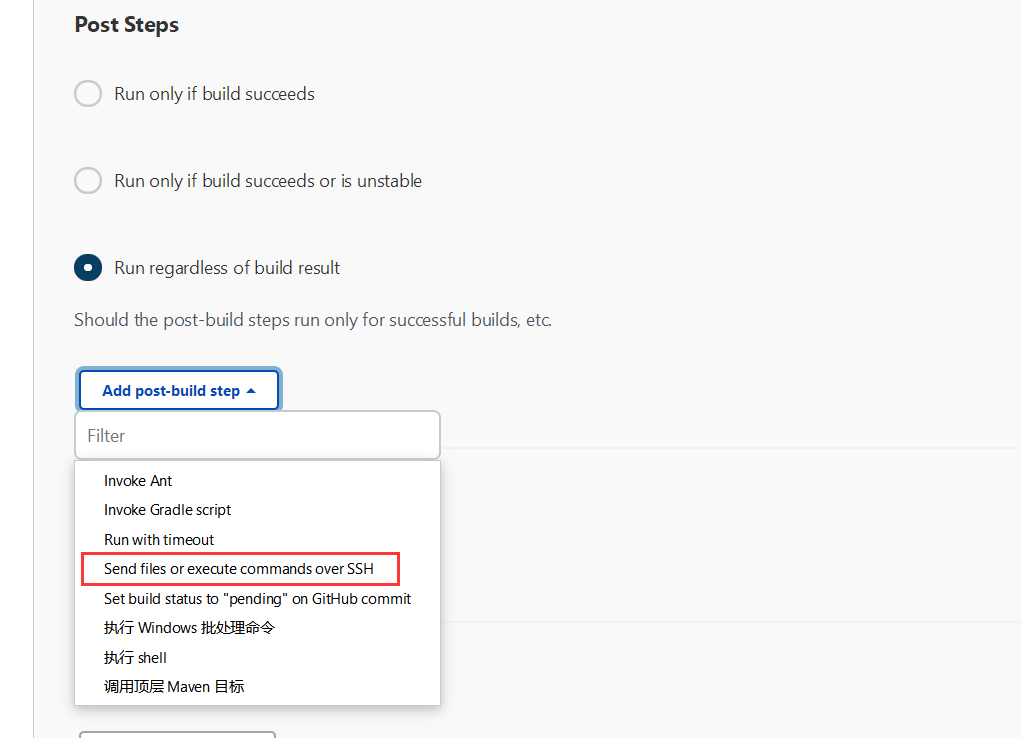 Post Steps
Run only if build succeeds
Run only if build succeeds or is unstable
Run regardless of build result
Should the post-build steps run only for successful builds, etc.
Add post-build step
Filter
Invoke Ant
Invoke Gradle script
Run with timeout
Send files or execute commands over SSH
Set build status to "pending" on GitHub commit
执行 Windows 批处理命令
执行 shell
调用顶层 Maven 目标